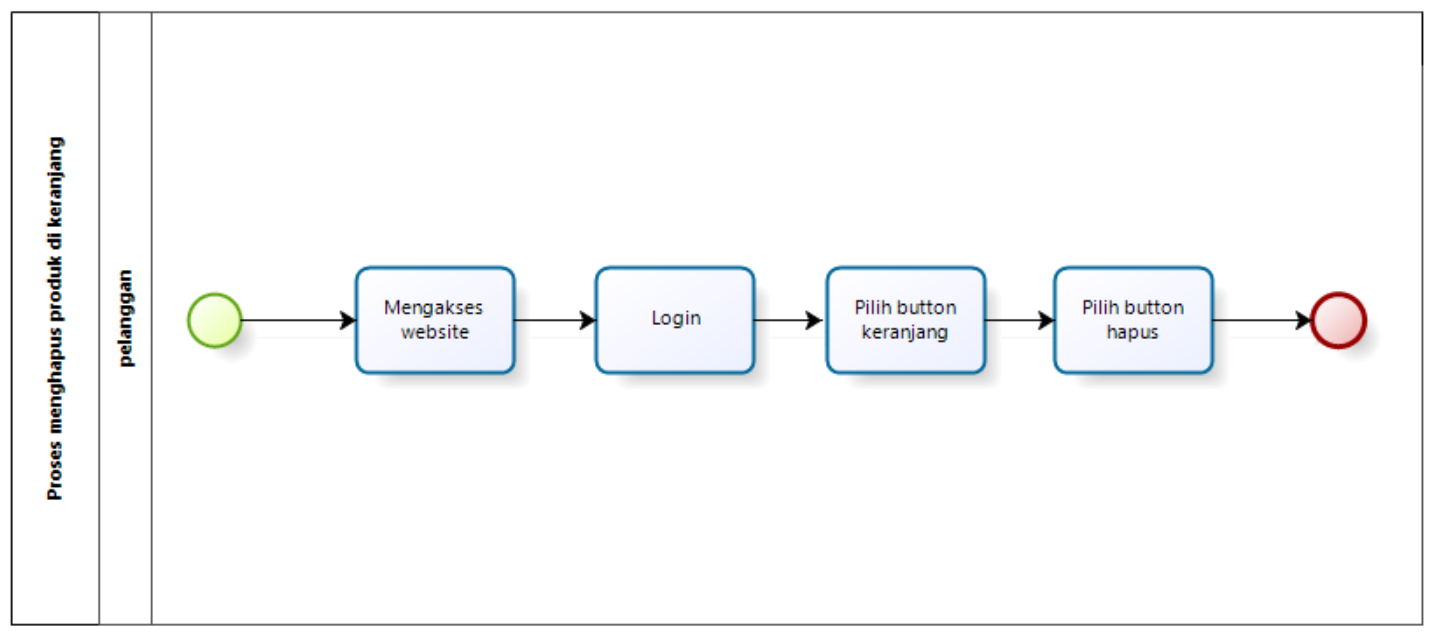 Proses menghapus produk di keranjang
pelanggan
Mengakses
website
Login
Pilih button
keranjang
Pilih button
hapus